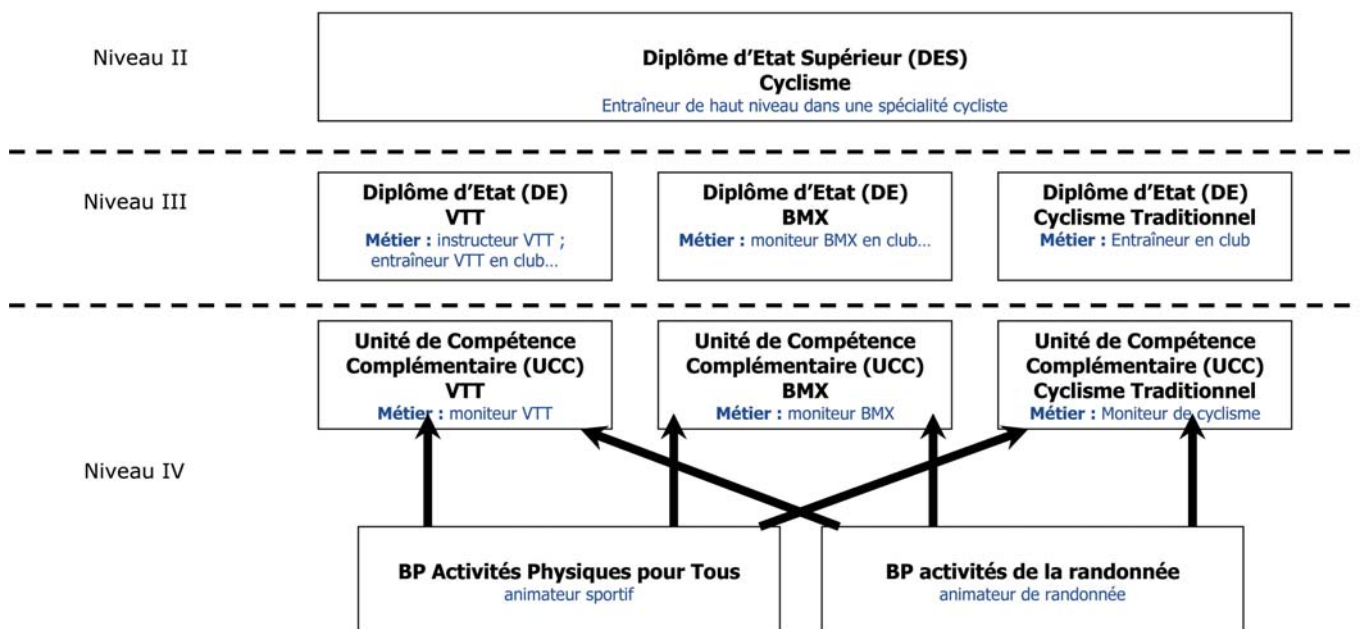 Niveau II
Diplôme d'Etat Supérieur (DES)
Cyclisme
Entraîneur de haut niveau dans une spécialité cycliste
Niveau III
Diplôme d'Etat (DE)
VTT
Métier : instructeur VTT ;
entraîneur VTT en club...
Diplôme d'Etat (DE)
BMX
Métier : moniteur BMX en club...
Diplôme d'Etat (DE)
Cyclisme Traditionnel
Métier : Entraîneur en club
Niveau IV
Unité de Compétence
Complémentaire (UCC)
VTT
Métier : moniteur VTT
Unité de Compétence
Complémentaire (UCC)
BMX
Métier : moniteur BMX
Unité de Compétence
Complémentaire (UCC)
Cyclisme Traditionnel
Métier : Moniteur de cyclisme
BP Activités Physiques pour Tous
animateur sportif
BP activités de la randonnée
animateur de randonnée